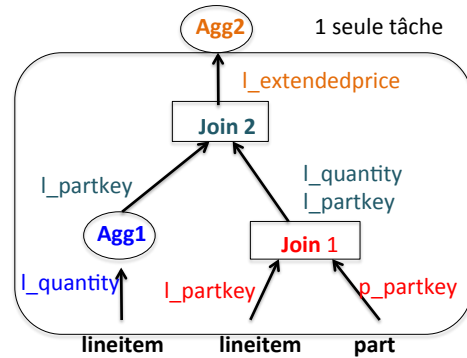 Agg2
1 seule tâche
l_extendedprice
Join 2
l_partkey
l_quantity
l_partkey
Agg1
Join 1
l_quantity
l_partkey
p_partkey
lineitem
lineitem
part